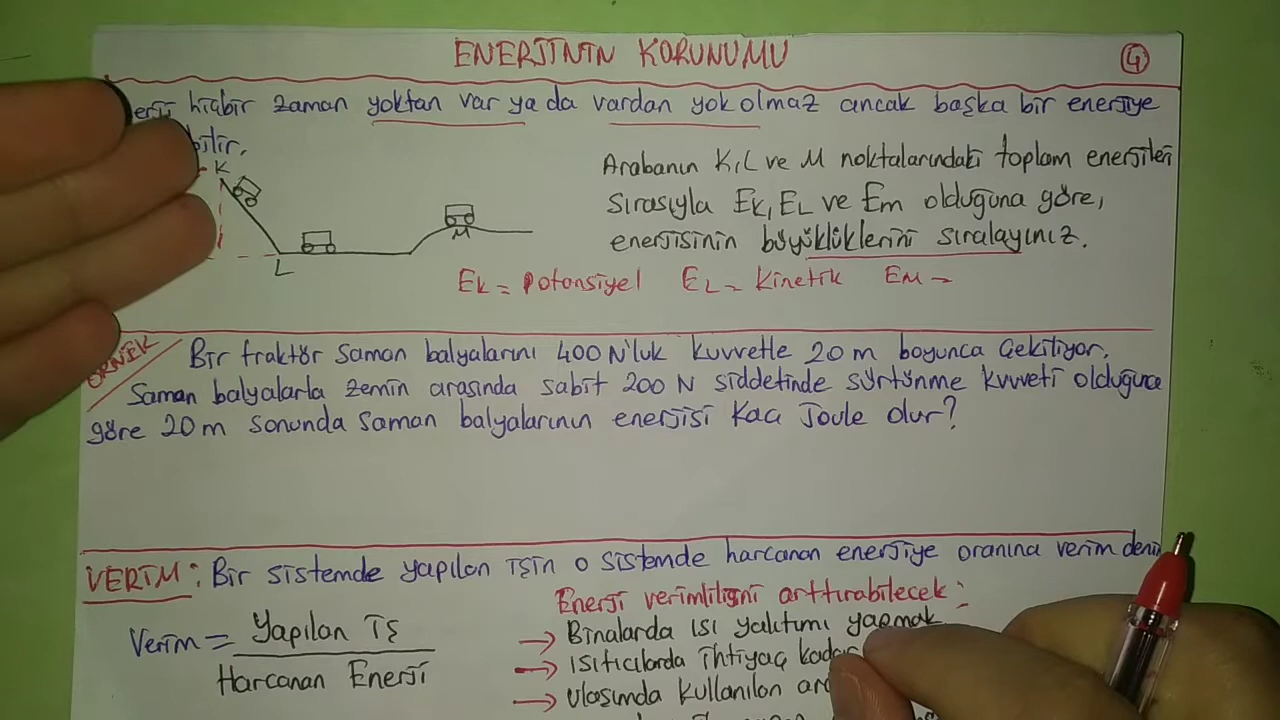 ENERJİNİN KORUNUMU
4
erji hiçbir zaman yoktan var ya da vardan yok olmaz ancak başka bir enerjiye
bilir.
K
L
M
Arabanın K, L ve M noktalarındaki toplam enerjileri
sırasıyla EK, EL ve Em olduğuna göre,
enerjisinin büyüklüklerini sıralayınız.
EK = Potansiyel EL = Kinetik EM =
ÖRNEK
Bir traktör saman balyalarını 400 N'luk kuvvetle 20 m boyunca çekiliyor.
Saman balyalarla zemin arasında sabit 200 N şiddetinde sürtünme kuvveti olduğuna
göre 20 m sonunda saman balyalarının enerjisi kaç Joule olur?
VERİM: Bir sistemde yapılan işin o sistemde harcanan enerjiye oranına verim denir
Verim = Yapılan İş
Harcanan Enerji
Enerji verimliliğini arttırabilecek:
→ Binalarda ısı yalıtımı yapmak
→ Isıtıcılarda ihtiyaç kadar
→ Ulaşımda kullanılan